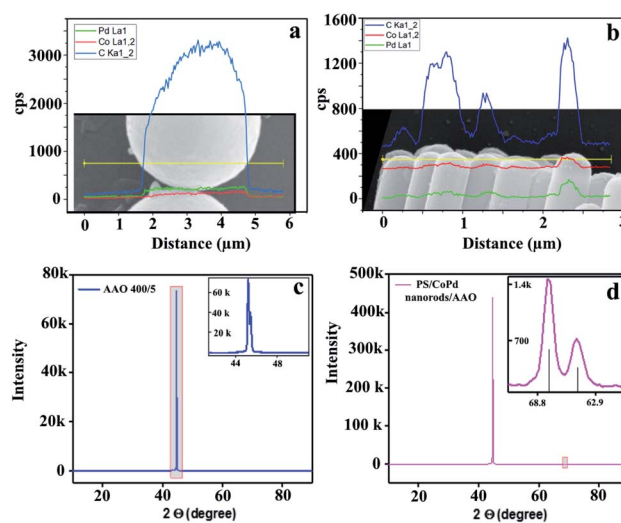 a
Pd La1
Co La1,2
C Ka1_2
cps
3000
2000
1000
0
0 1 2 3 4 5 6
Distance (µm)
b
C Ka1_2
Co La1,2
Pd La1
cps
1600
1200
800
400
0
0 1 2 3
Distance (µm)
c
AAO 400/5
Intensity
80k
60k
40k
20k
0
20 40 60 80
2 Θ (degree)
60 k
40 k
20 k
44 48
d
PS/CoPd
nanorods/AAO
Intensity
500k
400k
300k
200k
100 k
0
20 40 60 80
2 Θ (degree)
1.4k
700
68.8 62.9